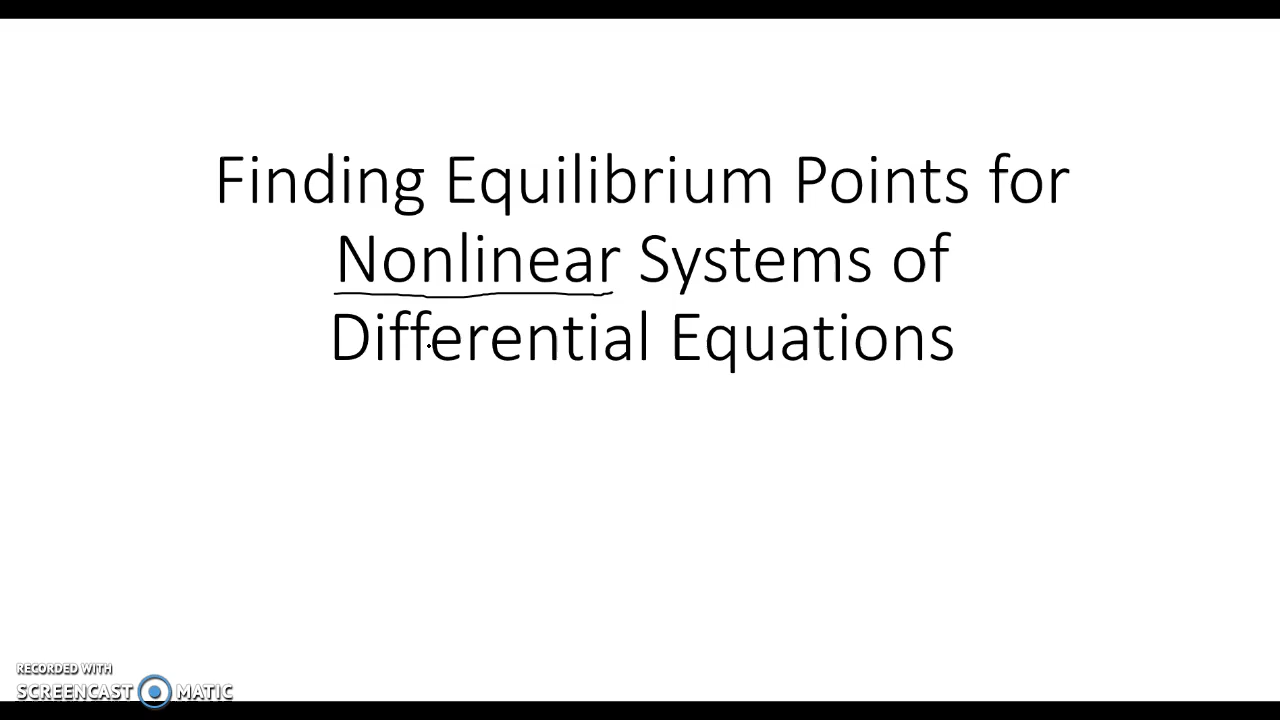 Finding Equilibrium Points for
Nonlinear Systems of
Differential Equations
RECORDED WITH
SCREENCAST MATIC